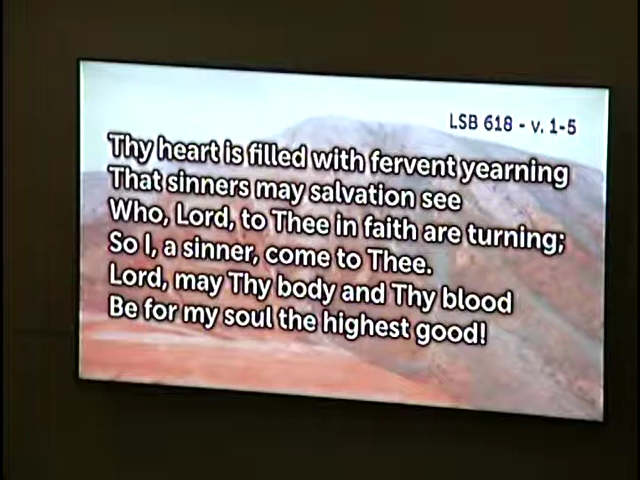 LSB 618 - v. 1-5
Thy heart is filled with fervent yearning
That sinners may salvation see
Who, Lord, to Thee in faith are turning;
So I, a sinner, come to Thee.
Lord, may Thy body and Thy blood
Be for my soul the highest good!